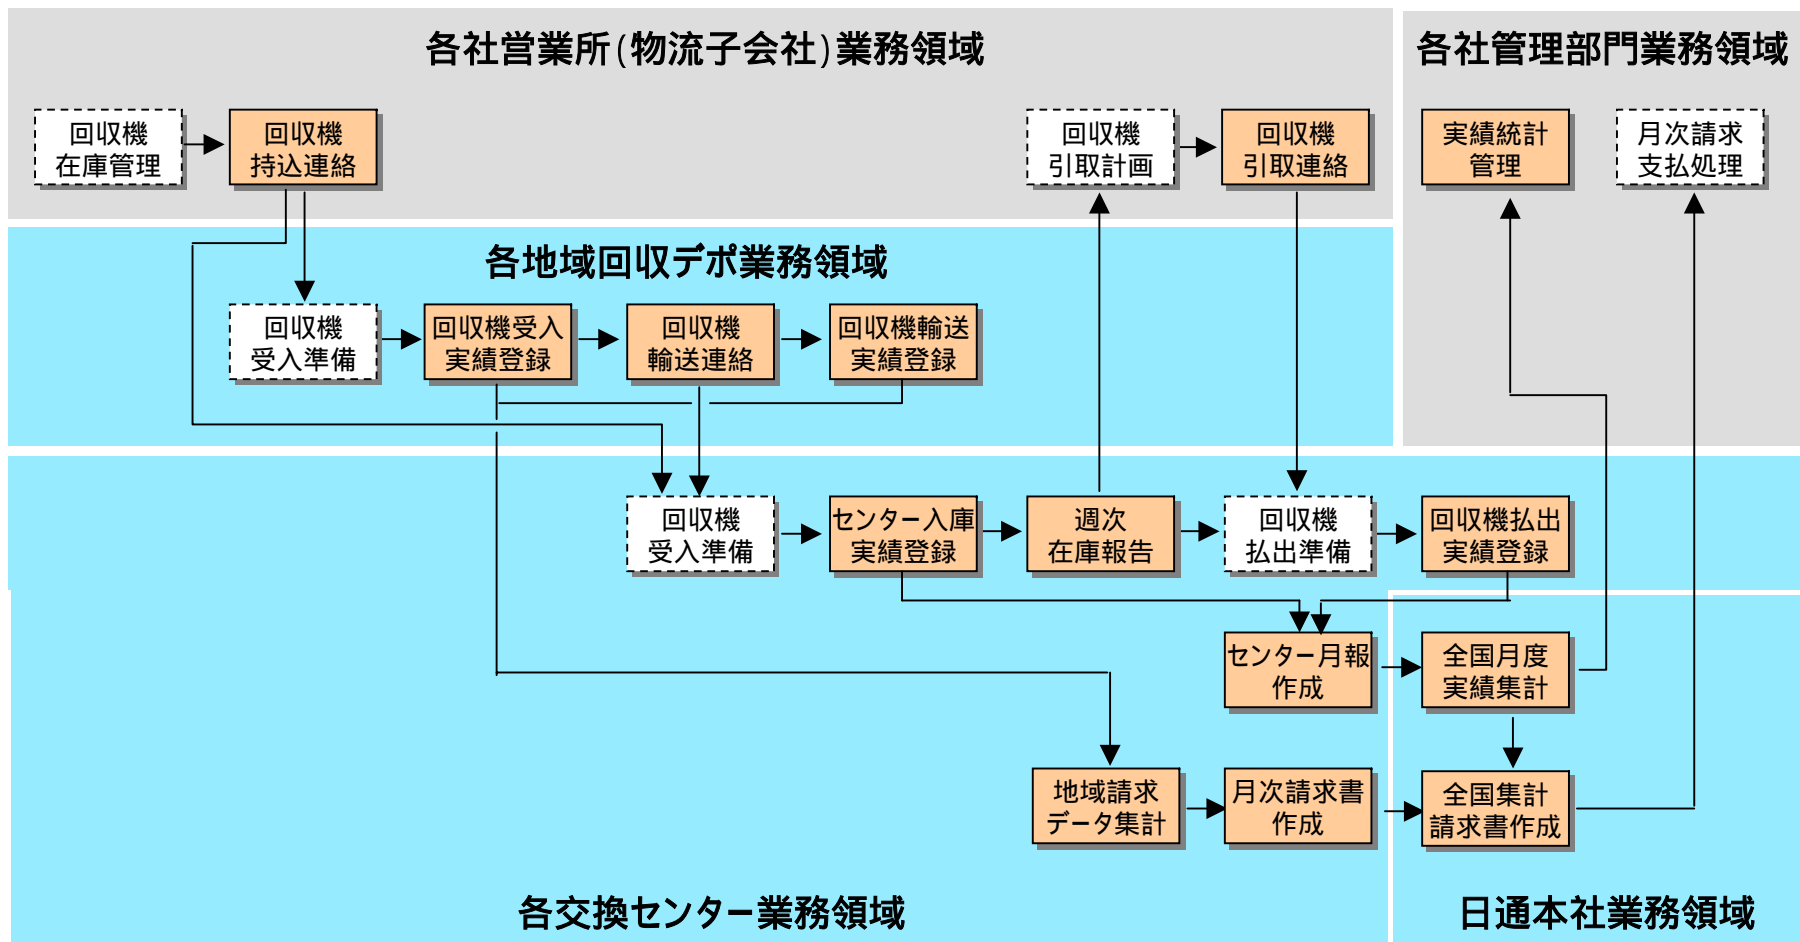 各社営業所(物流子会社)業務領域
各社管理部門業務領域
回収機
在庫管理
回収機
持込連絡
回収機
引取計画
回収機
引取連絡
実績統計
管理
月次請求
支払処理
各地域回収デポ業務領域
回収機
受入準備
回収機受入
実績登録
回収機
輸送連絡
回収機輸送
実績登録
回収機
受入準備
センター入庫
実績登録
週次
在庫報告
回収機
払出準備
回収機払出
実績登録
センター月報
作成
全国月度
実績集計
地域請求
データ集計
月次請求書
作成
全国集計
請求書作成
各交換センター業務領域
日通本社業務領域